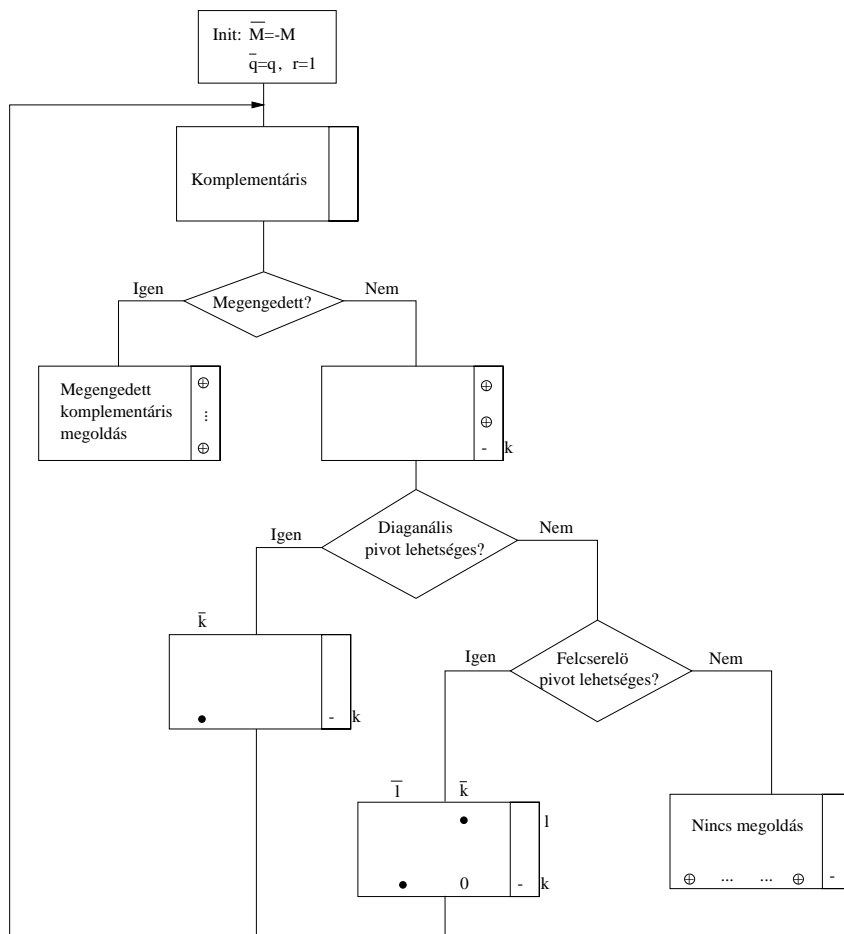 Init: M̅=-M
q̅=q, r=1
Komplementáris
Igen
Megengedett?
Nem
Megengedett
komplementáris
megoldás
⊕
...
⊕
⊕
⊕
- k
Igen
Diaganális
pivot lehetséges?
Nem
k̅
● - k
Igen
Felcserelö
pivot lehetséges?
Nem
l̅ k̅
● l
● 0 - k
Nincs megoldás
⊕ ... ... ⊕ -